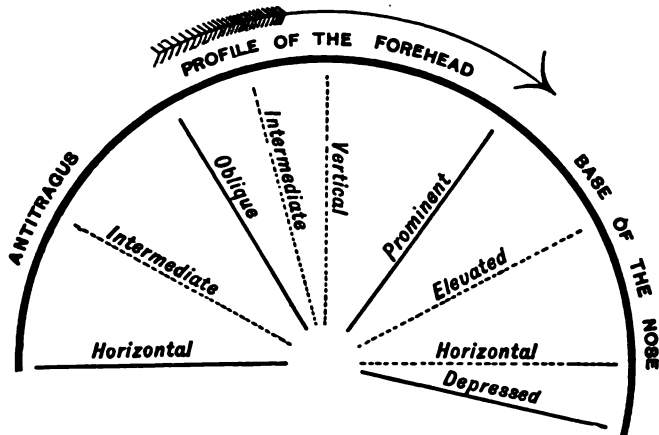 PROFILE OF THE FOREHEAD
ANTITRAGUS
BASE OF THE NOSE
Horizontal
Intermediate
Oblique
Intermediate
Vertical
Prominent
Elevated
Horizontal
Depressed